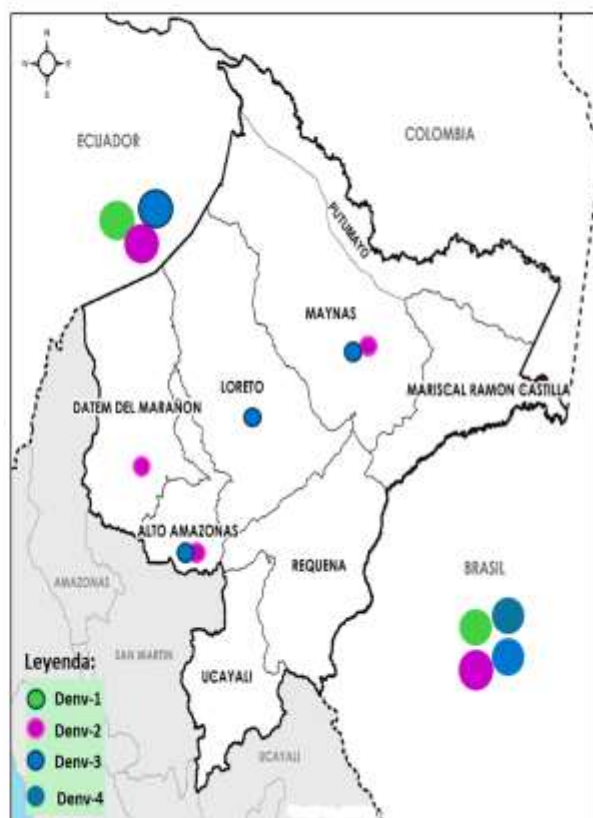 N
E
S
ECUADOR
COLOMBIA
PUTUMAYO
MAYNAS
LORETO
MARISCAL RAMON CASTILLA
DATEM DEL MARAÑON
ALTO AMAZONAS
REQUENA
BRASIL
AMAZONAS
SAN MARTIN
UCAYALI
UCAYALI
Leyenda:
Denv-1
Denv-2
Denv-3
Denv-4